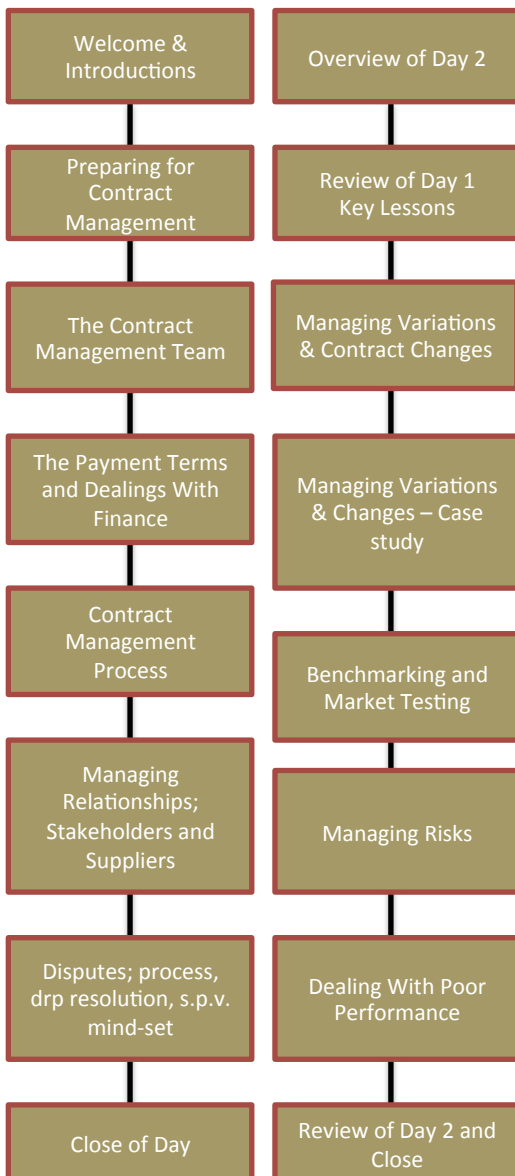 Welcome &
Introductions
Preparing for
Contract
Management
The Contract
Management Team
The Payment Terms
and Dealings With
Finance
Contract
Management
Process
Managing
Relationships;
Stakeholders and
Suppliers
Disputes; process,
drp resolution, s.p.v.
mind-set
Close of Day
Overview of Day 2
Review of Day 1
Key Lessons
Managing Variations
& Contract Changes
Managing Variations
& Changes – Case
study
Benchmarking and
Market Testing
Managing Risks
Dealing With Poor
Performance
Review of Day 2 and
Close